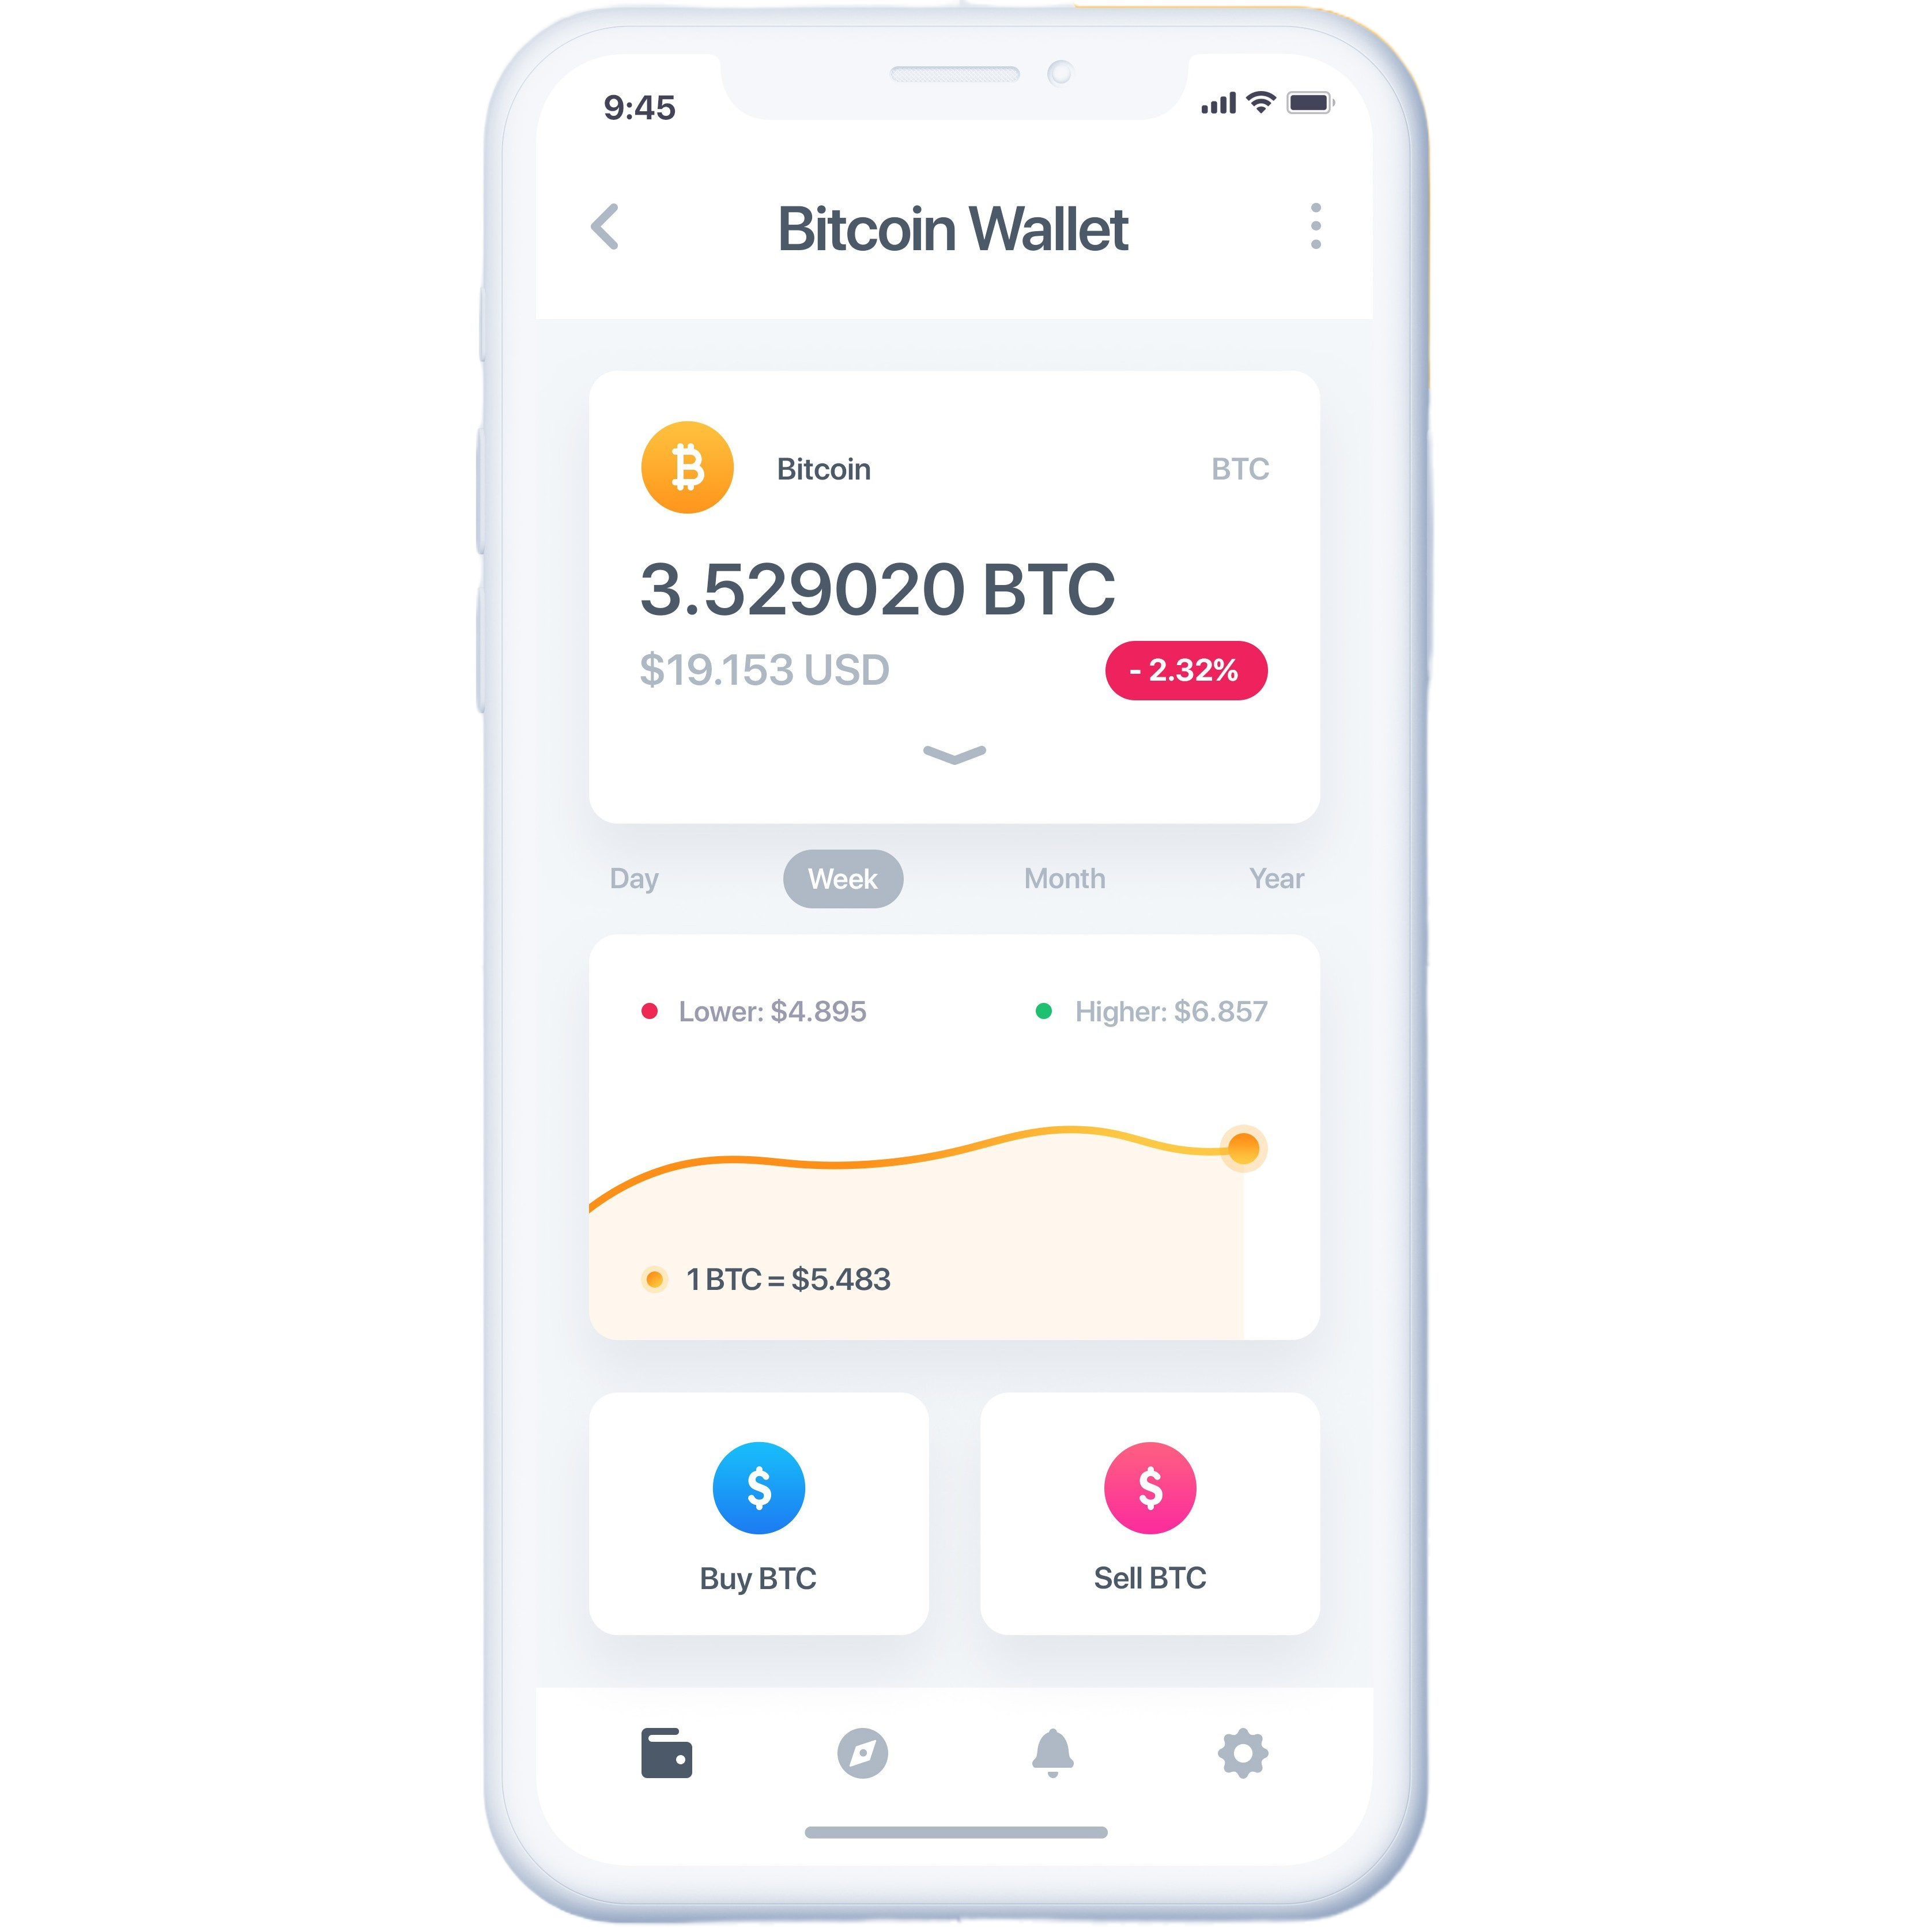 9:45
Bitcoin Wallet
Bitcoin BTC
3.529020 BTC
$19.153 USD - 2.32%
Day Week Month Year
Lower: $4.895 Higher: $6.857
1 BTC = $5.483
Buy BTC Sell BTC